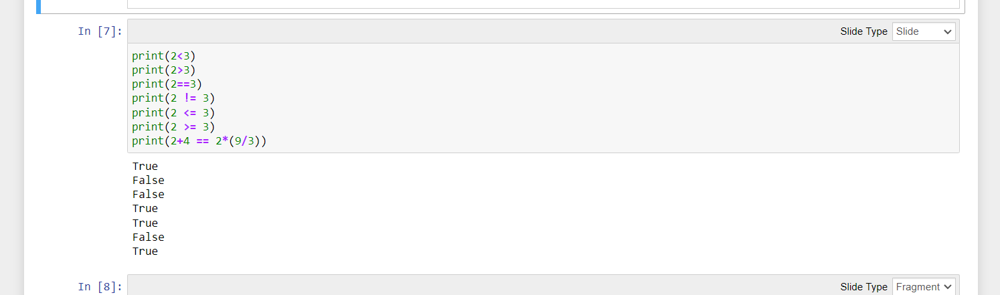 In [7]:
Slide Type Slide
print(2<3)
print(2>3)
print(2==3)
print(2 != 3)
print(2 <= 3)
print(2 >= 3)
print(2+4 == 2*(9/3))
True
False
False
True
True
False
True
In [8]:
Slide Type Fragment